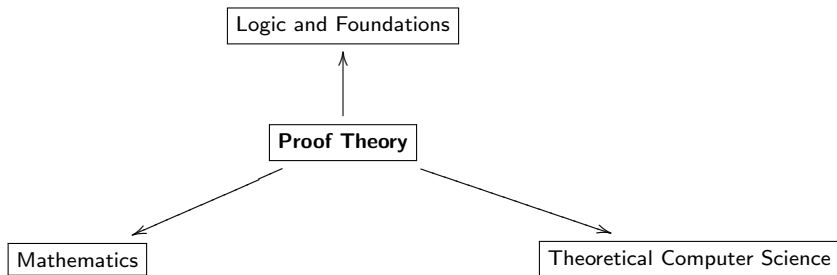 Logic and Foundations
Proof Theory
Mathematics
Theoretical Computer Science